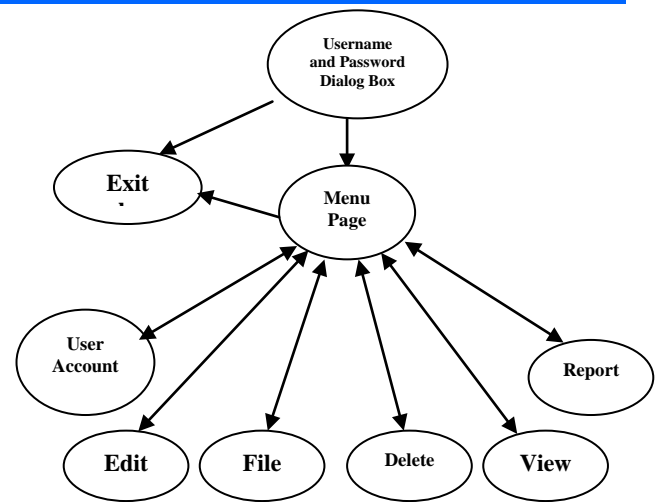 Username
and Password
Dialog Box
Exit
Menu
Page
User
Account
Report
Edit
File
Delete
View